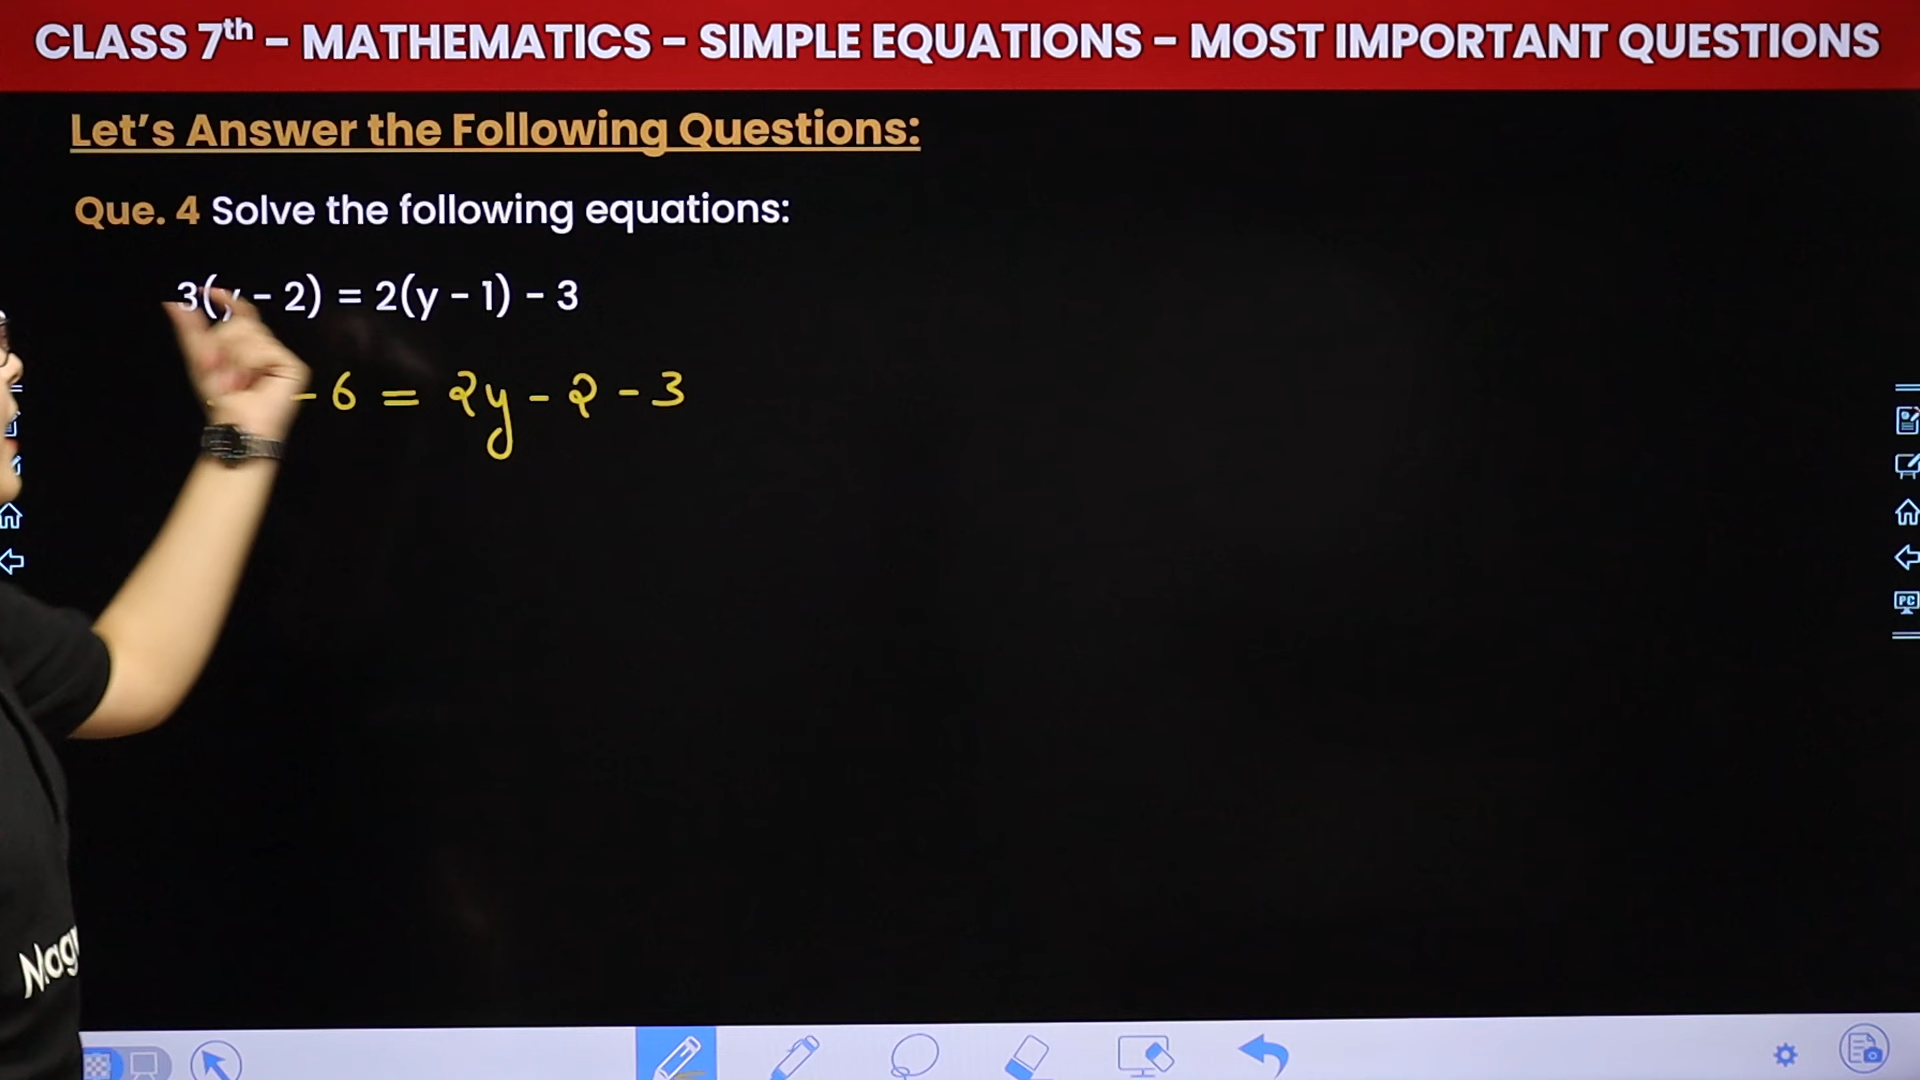 CLASS 7th - MATHEMATICS - SIMPLE EQUATIONS - MOST IMPORTANT QUESTIONS
Let's Answer the Following Questions:
Que. 4 Solve the following equations:
3(y - 2) = 2(y - 1) - 3
- 6 = 2y - 2 - 3
PC